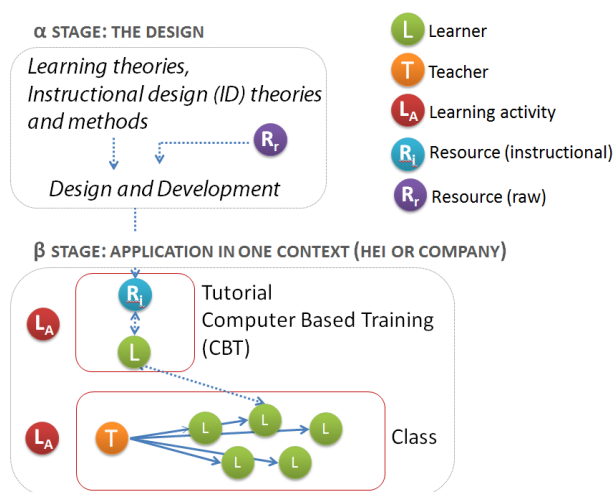 α STAGE: THE DESIGN
Learning theories,
Instructional design (ID) theories
and methods
Rr
Design and Development
L Learner
T Teacher
LA Learning activity
Ri Resource (instructional)
Rr Resource (raw)
β STAGE: APPLICATION IN ONE CONTEXT (HEI OR COMPANY)
LA
Ri
L
Tutorial
Computer Based Training
(CBT)
LA
T
L
L
L
L
L
Class